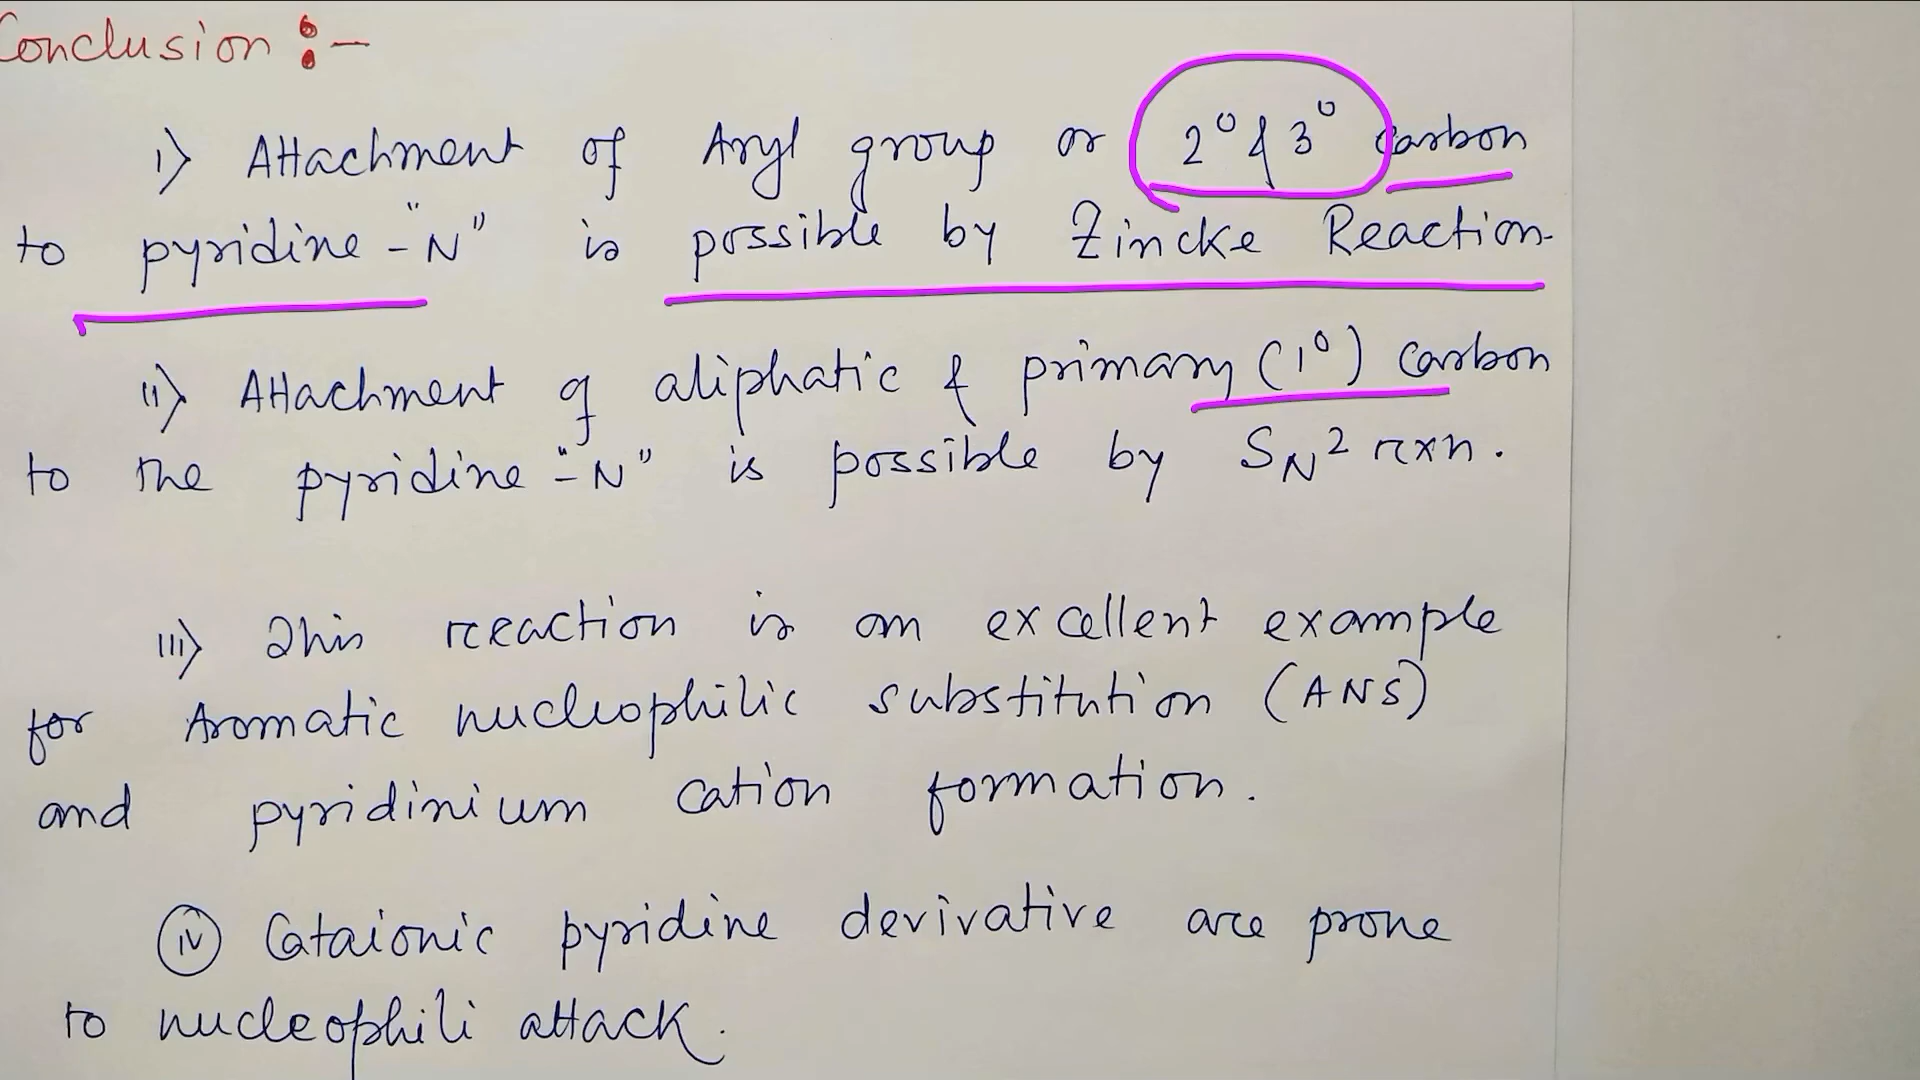 Conclusion :-
i) Attachment of Aryl group or 2° & 3° carbon
to pyridine - "N" is possible by Zincke Reaction.
ii) Attachment of aliphatic & primary (1°) carbon
to the pyridine - "N" is possible by SN2 rxn.
iii) This reaction is an excellent example
for Aromatic nucleophilic substitution (ANS)
and pyridinium cation formation.
iv) Cataionic pyridine derivative are prone
to nucleophili attack.